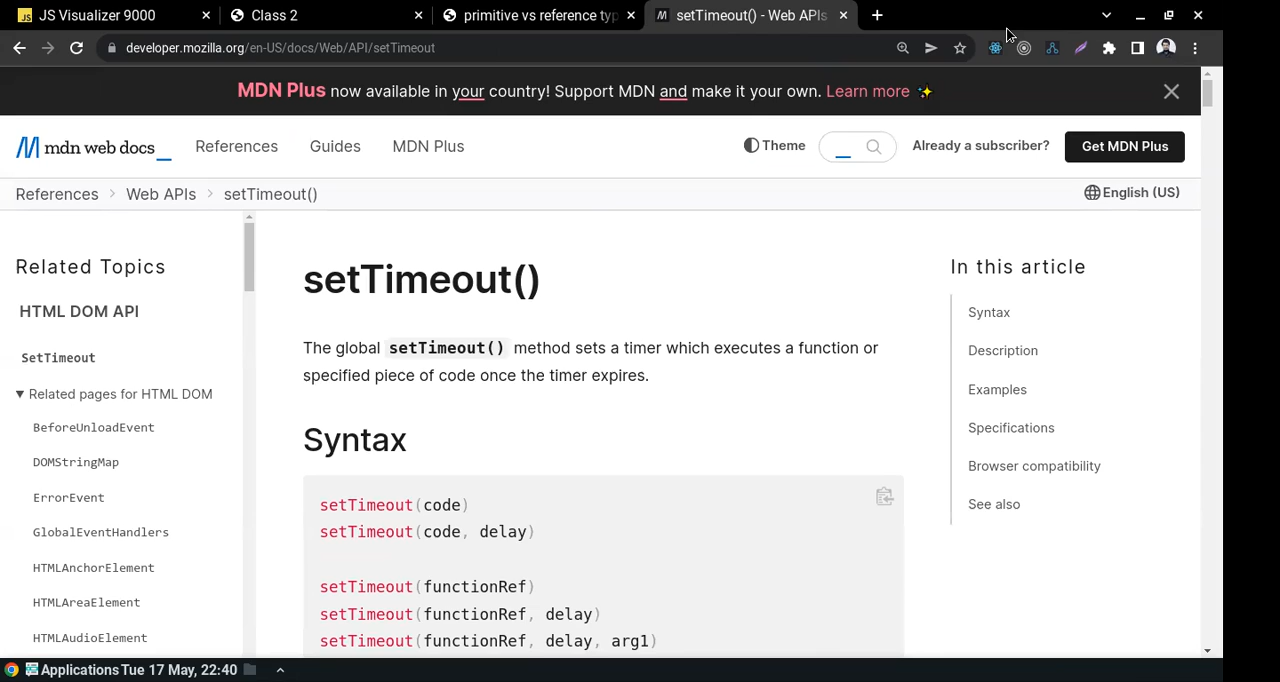 JS Visualizer 9000
Class 2
primitive vs reference typ
setTimeout() - Web APIs
developer.mozilla.org/en-US/docs/Web/API/setTimeout
MDN Plus now available in your country! Support MDN and make it your own. Learn more ✨
mdn web docs_
References
Guides
MDN Plus
Theme
Already a subscriber?
Get MDN Plus
References > Web APIs > setTimeout()
English (US)
Related Topics
HTML DOM API
SetTimeout
▼ Related pages for HTML DOM
BeforeUnloadEvent
DOMStringMap
ErrorEvent
GlobalEventHandlers
HTMLAnchorElement
HTMLAreaElement
HTMLAudioElement
setTimeout()
The global setTimeout() method sets a timer which executes a function or
specified piece of code once the timer expires.
Syntax
setTimeout(code)
setTimeout(code, delay)
setTimeout(functionRef)
setTimeout(functionRef, delay)
setTimeout(functionRef, delay, arg1)
In this article
Syntax
Description
Examples
Specifications
Browser compatibility
See also
Applications Tue 17 May, 22:40